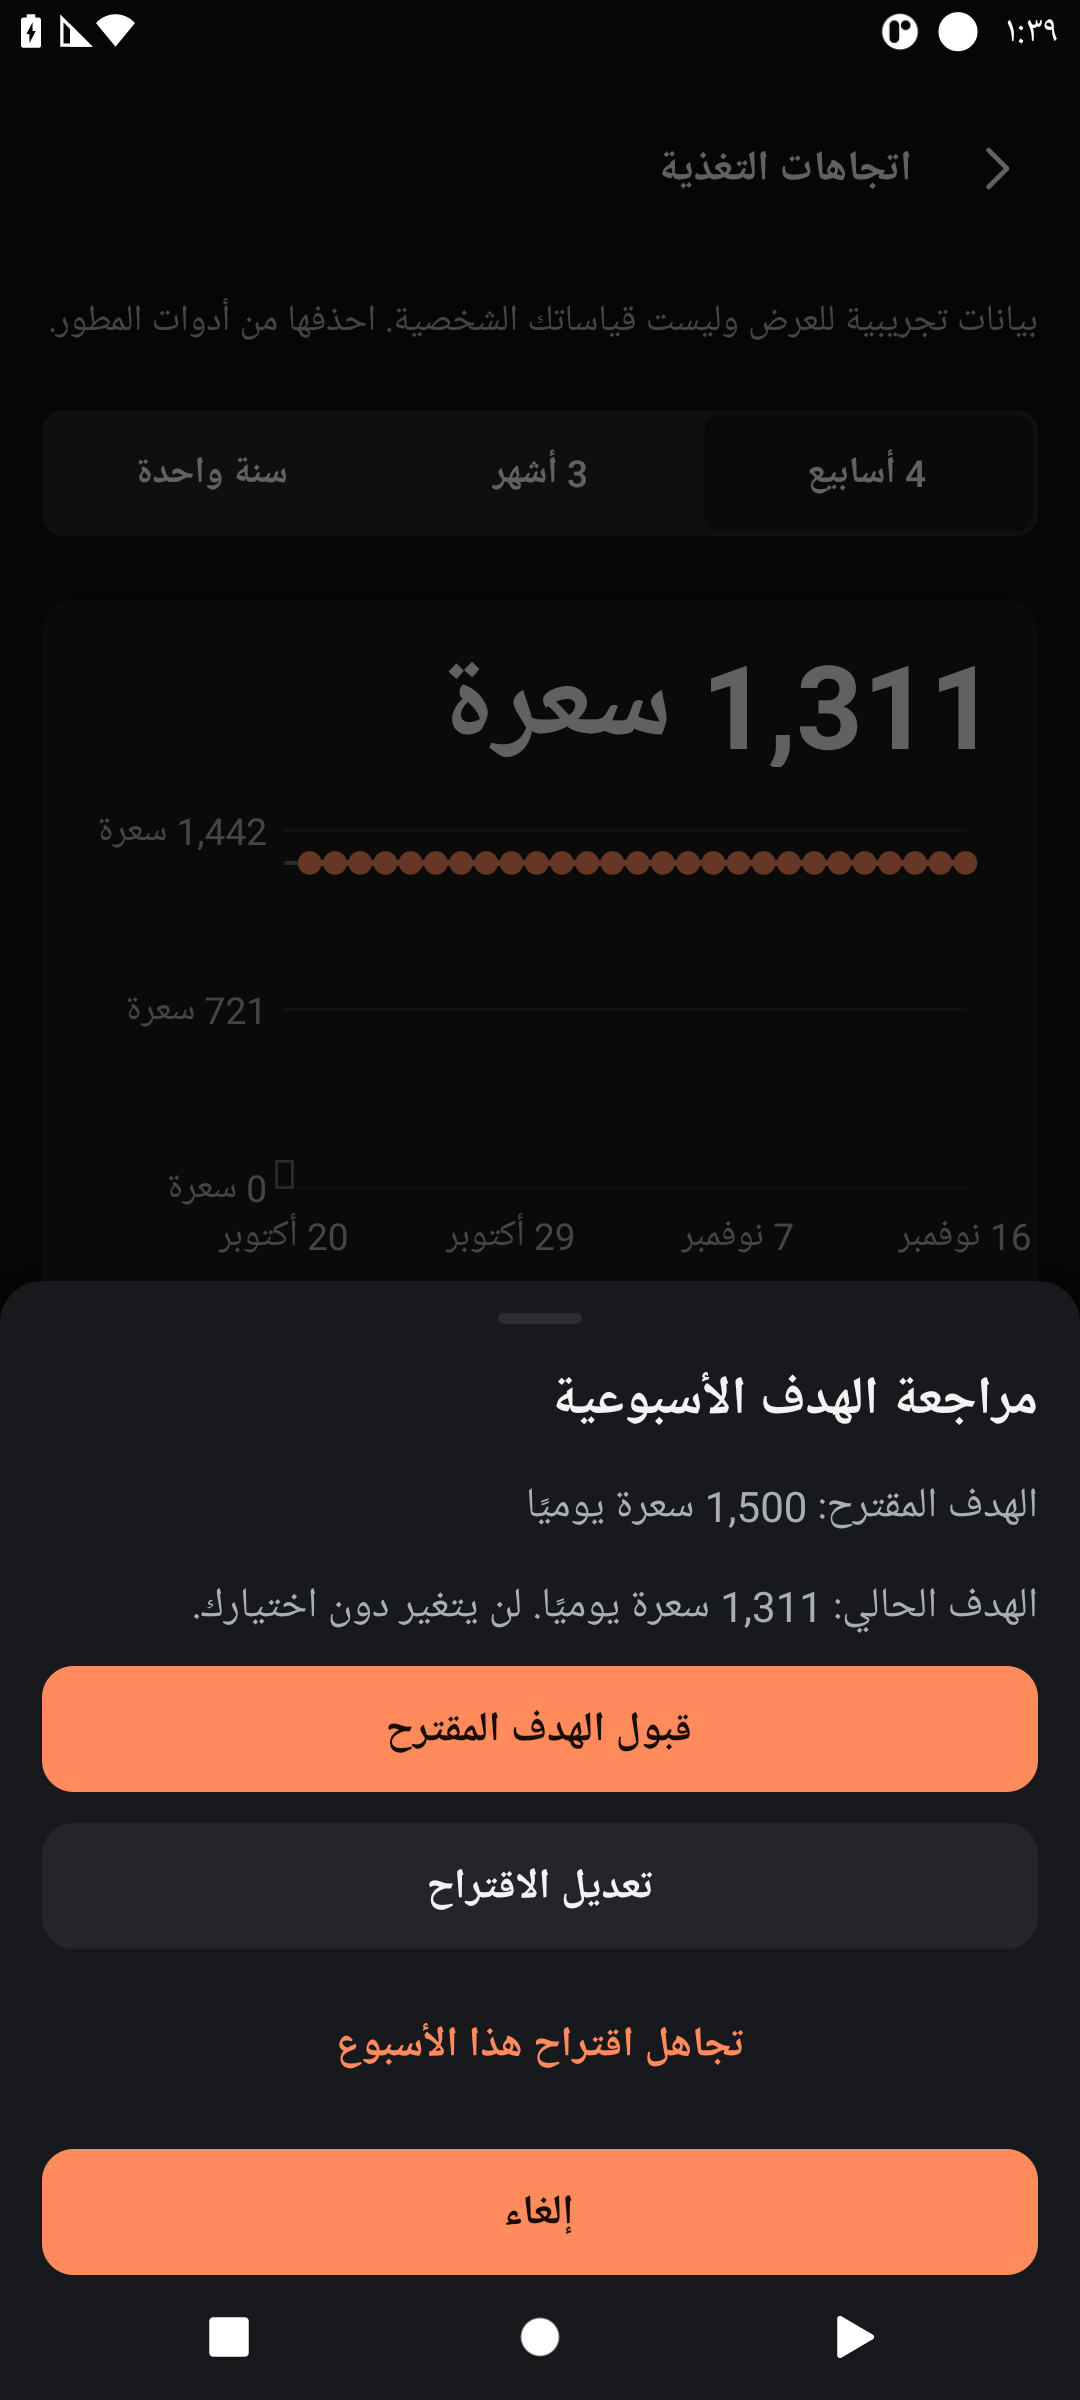 ١:٣٩
اتجاهات التغذية
بيانات تجريبية للعرض وليست قياساتك الشخصية. احذفها من أدوات المطور.
4 أسابيع
3 أشهر
سنة واحدة
1,311 سعرة
1,442 سعرة
721 سعرة
0 سعرة
16 نوفمبر
7 نوفمبر
29 أكتوبر
20 أكتوبر
مراجعة الهدف الأسبوعية
الهدف المقترح: 1,500 سعرة يوميًا
الهدف الحالي: 1,311 سعرة يوميًا. لن يتغير دون اختيارك.
قبول الهدف المقترح
تعديل الاقتراح
تجاهل اقتراح هذا الأسبوع
إلغاء